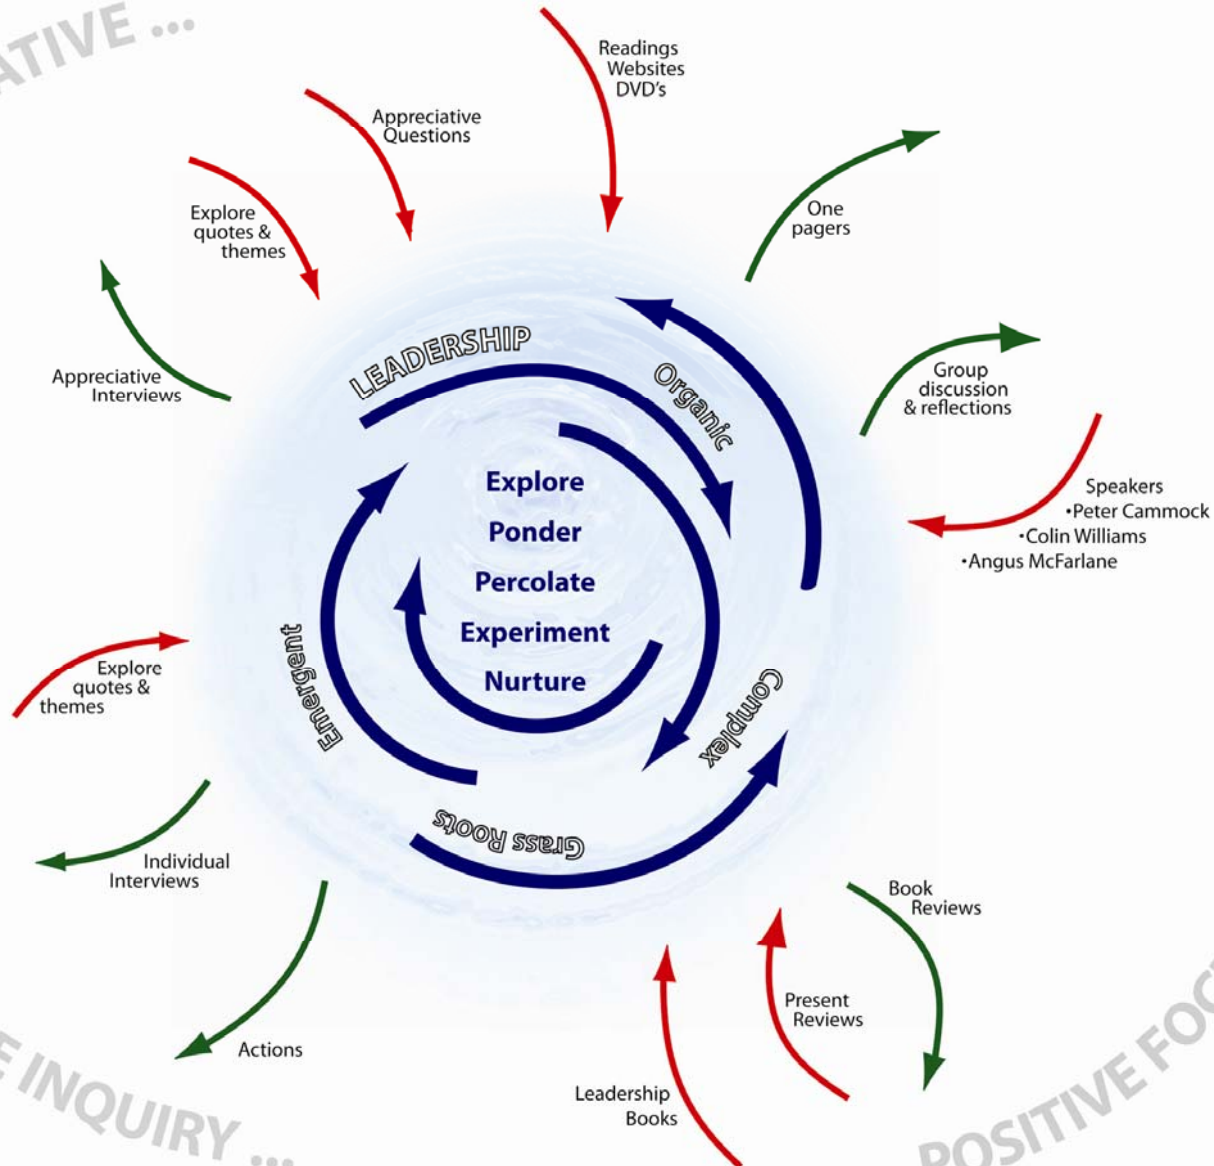 ATIVE ...
Readings
Websites
DVD's
Appreciative
Questions
Explore
quotes &
themes
One
pagers
Appreciative
Interviews
LEADERSHIP
Organic
Group
discussion
& reflections
Speakers
•Peter Cammock
•Colin Williams
•Angus McFarlane
Explore
Ponder
Percolate
Experiment
Nurture
Emergent
Complex
Grass Roots
Explore
quotes &
themes
Individual
Interviews
Actions
Book
Reviews
Present
Reviews
Leadership
Books
E INQUIRY ...
POSITIVE FOC